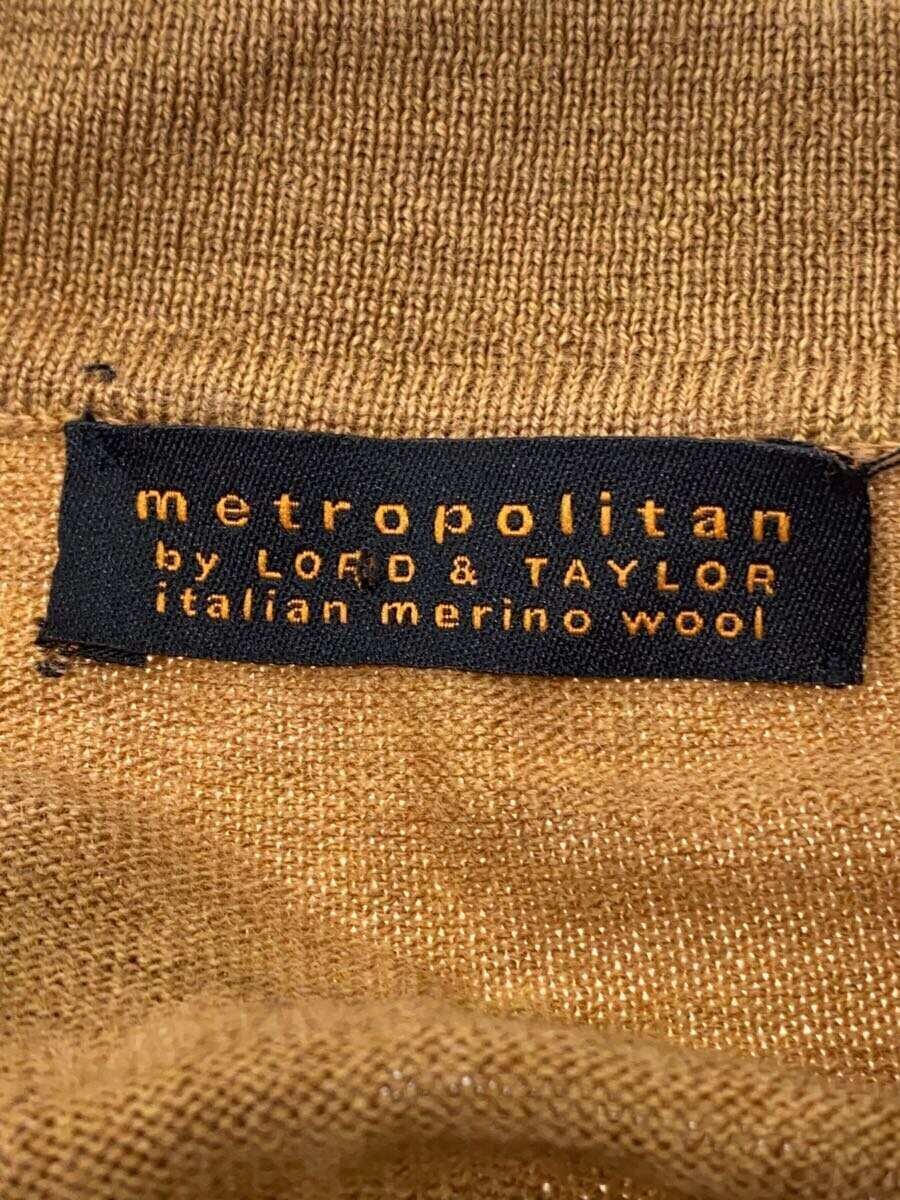 metropolitan
by LORD & TAYLOR
italian merino wool